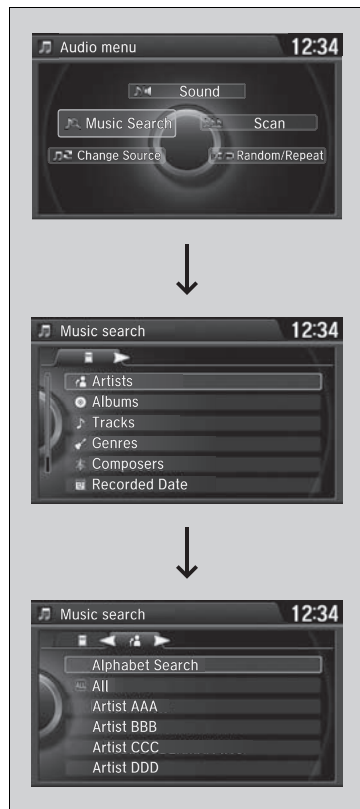 Audio menu 12:34
Sound
Music Search Scan
Change Source Random/Repeat
Music search 12:34
Artists
Albums
Tracks
Genres
Composers
Recorded Date
Music search 12:34
Alphabet Search
ALL All
Artist AAA
Artist BBB
Artist CCC
Artist DDD